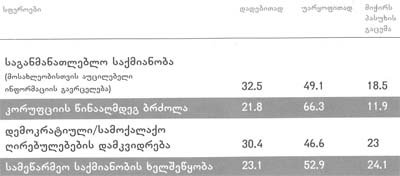 სფეროები დადებითად უარყოფითად მიჭირს
პასუხის
გაცემა
საგანმანათლებლო საქმიანობა
(მოსახლეობისთვის აუცილებელი
ინფორმაციის გავრცელება) 32.5 49.1 18.5
კორუფციის წინააღმდეგ ბრძოლა 21.8 66.3 11.9
დემოკრატიული/სამოქალაქო
ღირებულებების დამკვიდრება 30.4 46.6 23
სამეწარმეო საქმიანობის ხელშეწყობა 23.1 52.9 24.1